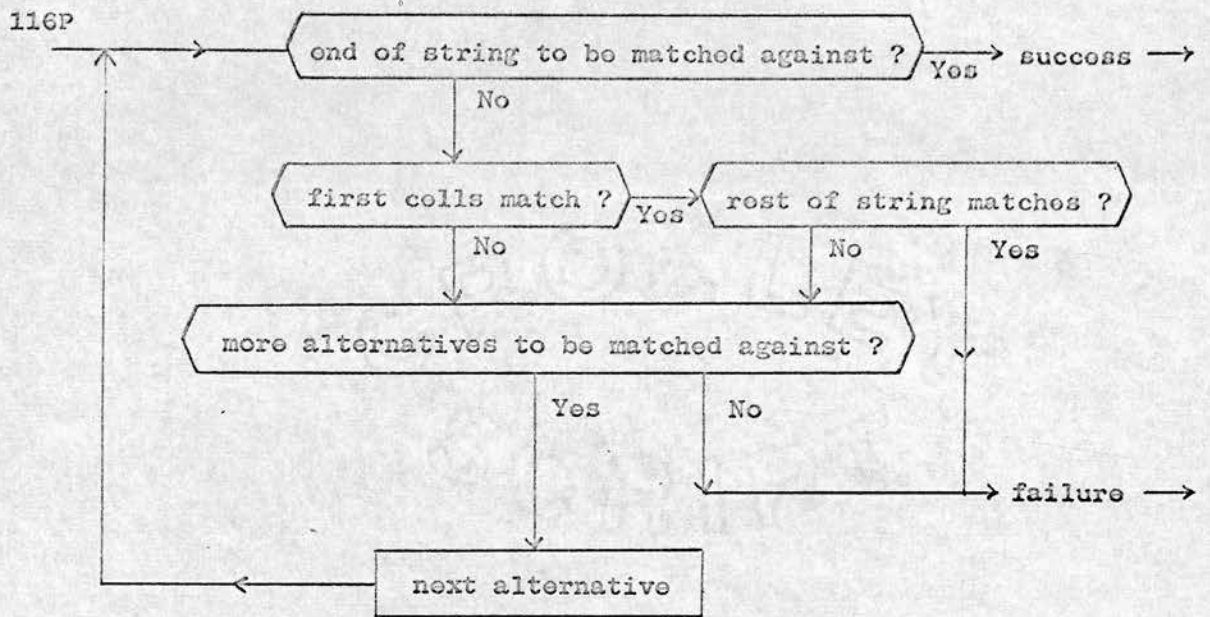 116P
end of string to be matched against ?
Yes
success
No
first cells match ?
Yes
rest of string matches ?
No
No
Yes
more alternatives to be matched against ?
Yes
No
failure
next alternative